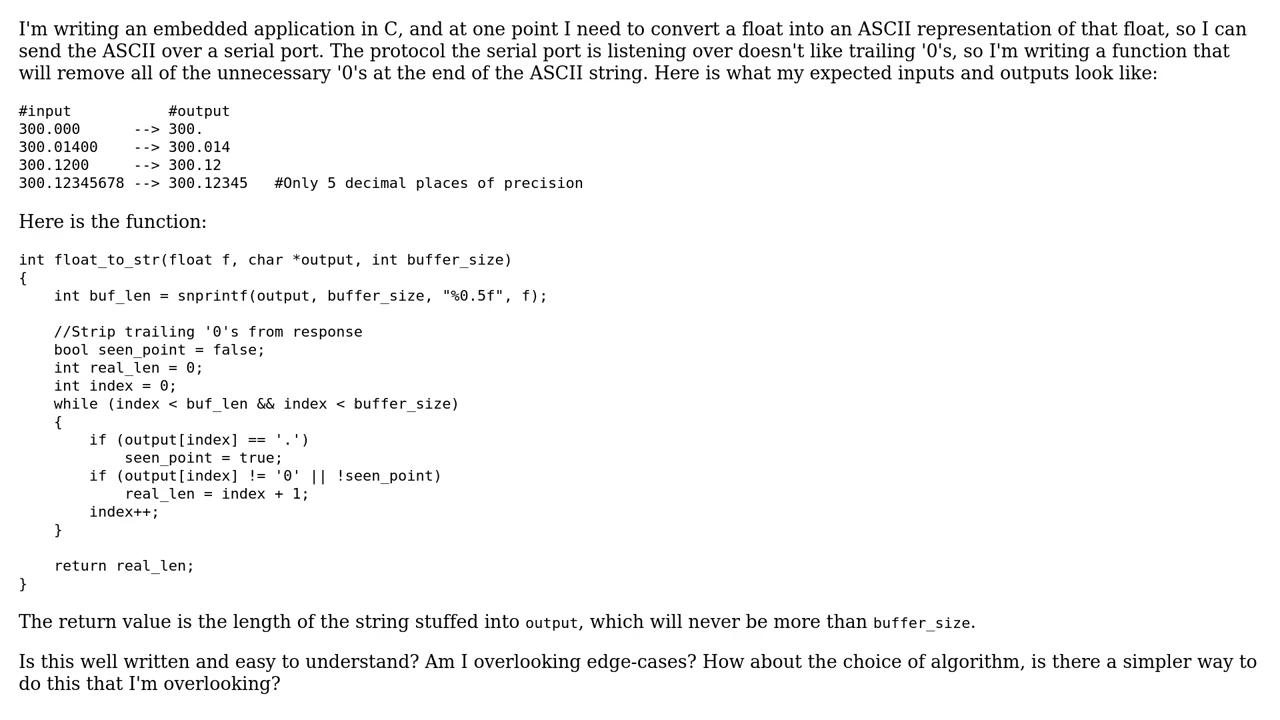 I'm writing an embedded application in C, and at one point I need to convert a float into an ASCII representation of that float, so I can
send the ASCII over a serial port. The protocol the serial port is listening over doesn't like trailing '0's, so I'm writing a function that
will remove all of the unnecessary '0's at the end of the ASCII string. Here is what my expected inputs and outputs look like:
#input           #output
300.000      --> 300.
300.01400    --> 300.014
300.1200     --> 300.12
300.12345678 --> 300.12345   #Only 5 decimal places of precision
Here is the function:
int float_to_str(float f, char *output, int buffer_size)
{
    int buf_len = snprintf(output, buffer_size, "%0.5f", f);
    //Strip trailing '0's from response
    bool seen_point = false;
    int real_len = 0;
    int index = 0;
    while (index < buf_len && index < buffer_size)
    {
        if (output[index] == '.')
            seen_point = true;
        if (output[index] != '0' || !seen_point)
            real_len = index + 1;
        index++;
    }
    return real_len;
}
The return value is the length of the string stuffed into output, which will never be more than buffer_size.
Is this well written and easy to understand? Am I overlooking edge-cases? How about the choice of algorithm, is there a simpler way to
do this that I'm overlooking?